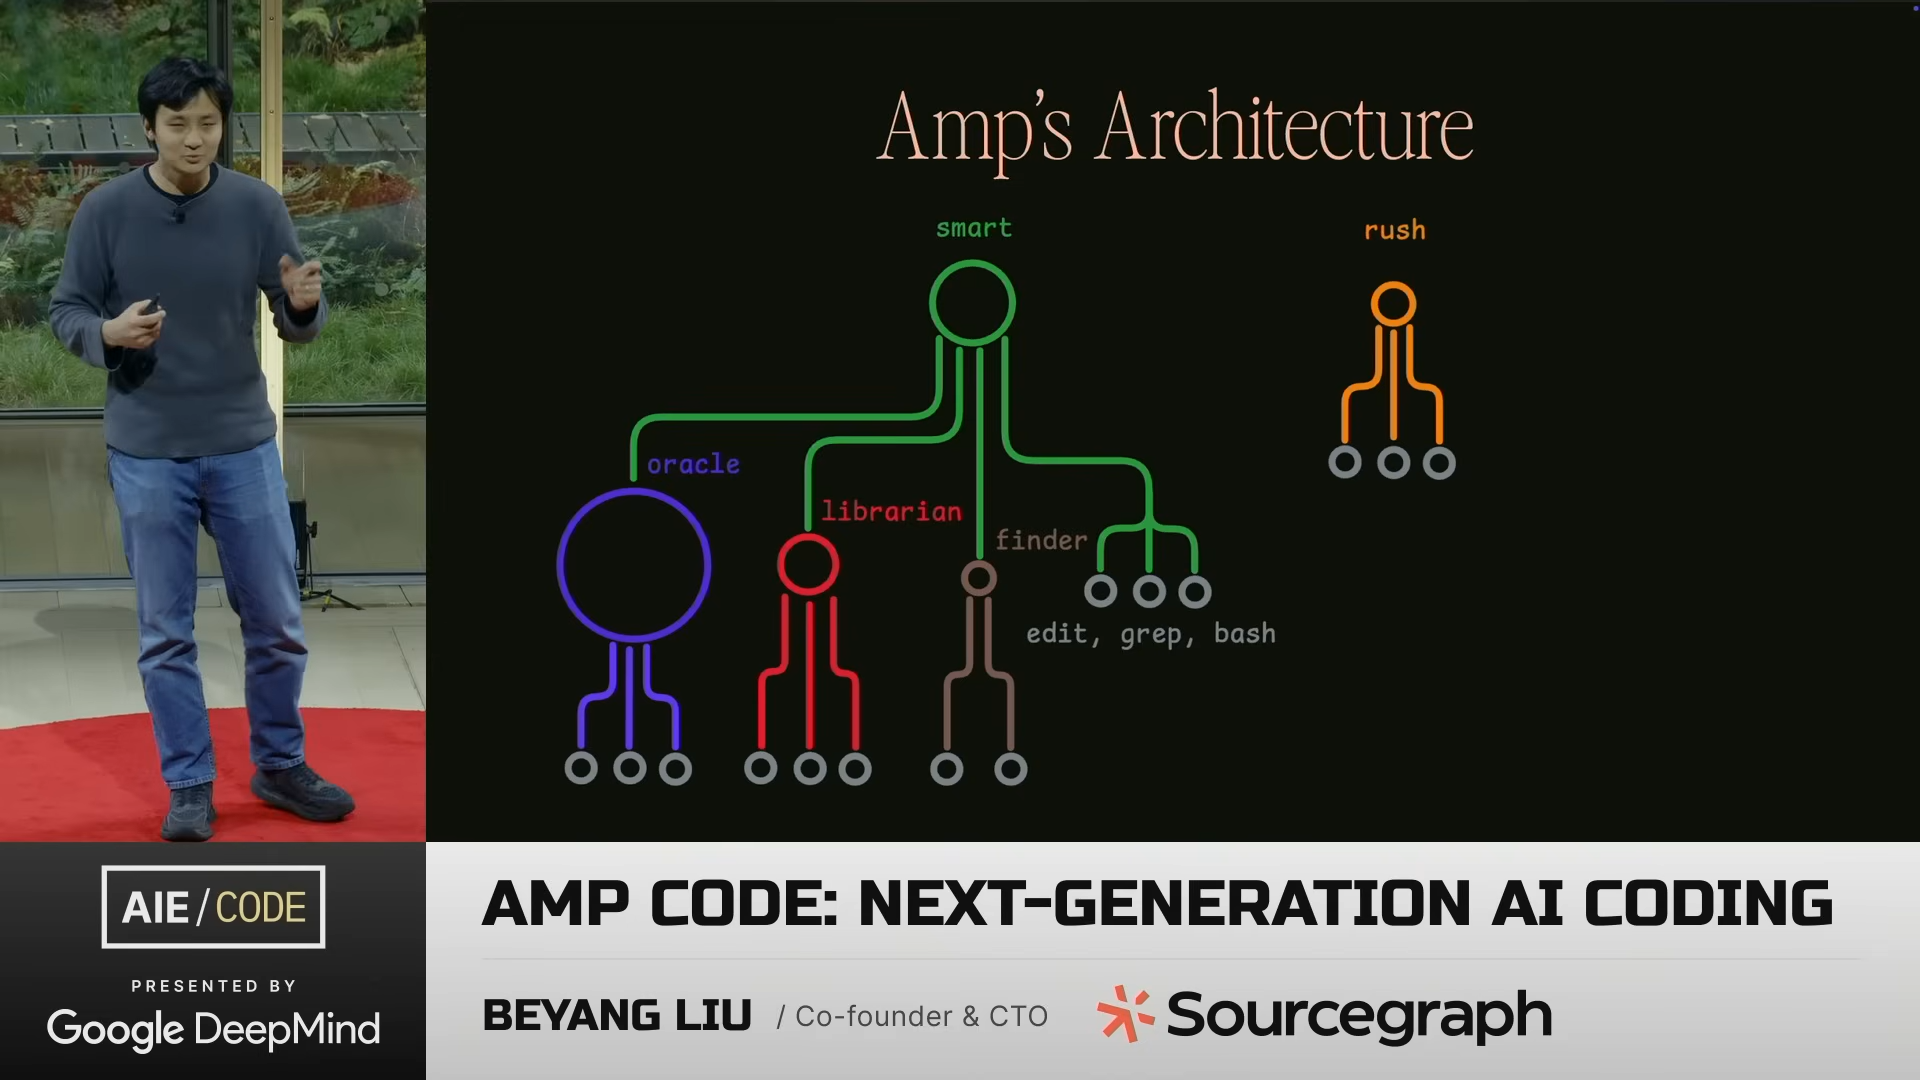 Amp's Architecture
smart
rush
oracle
librarian
finder
edit, grep, bash
AIE/CODE
PRESENTED BY
Google DeepMind
AMP CODE: NEXT-GENERATION AI CODING
BEYANG LIU / Co-founder & CTO
Sourcegraph